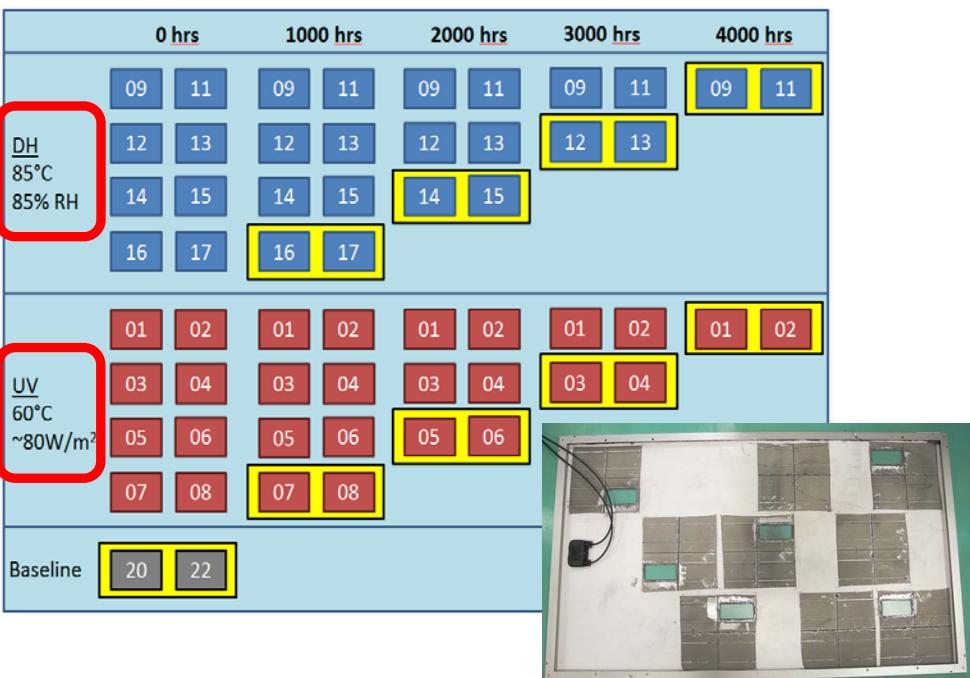 0 hrs 1000 hrs 2000 hrs 3000 hrs 4000 hrs
09 11 09 11 09 11 09 11 09 11
DH
85°C
85% RH
12 13 12 13 12 13 12 13
14 15 14 15 14 15
16 17 16 17
01 02 01 02 01 02 01 02 01 02
UV
60°C
~80W/m²
03 04 03 04 03 04 03 04
05 06 05 06 05 06
07 08 07 08
Baseline 20 22